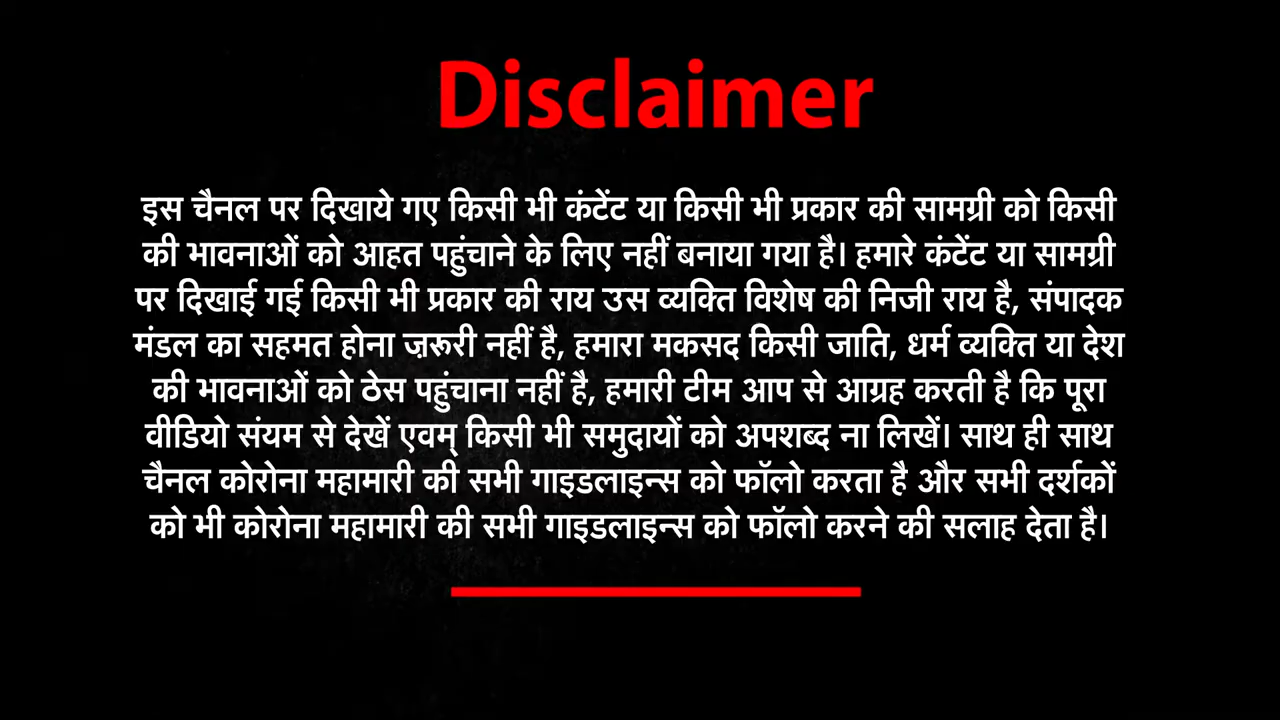 Disclaimer
इस चैनल पर दिखाये गए किसी भी कंटेंट या किसी भी प्रकार की सामग्री को किसी
की भावनाओं को आहत पहुंचाने के लिए नहीं बनाया गया है। हमारे कंटेंट या सामग्री
पर दिखाई गई किसी भी प्रकार की राय उस व्यक्ति विशेष की निजी राय है, संपादक
मंडल का सहमत होना ज़रूरी नहीं है, हमारा मकसद किसी जाति, धर्म व्यक्ति या देश
की भावनाओं को ठेस पहुंचाना नहीं है, हमारी टीम आप से आग्रह करती है कि पूरा
वीडियो संयम से देखें एवम् किसी भी समुदायों को अपशब्द ना लिखें। साथ ही साथ
चैनल कोरोना महामारी की सभी गाइडलाइन्स को फॉलो करता है और सभी दर्शकों
को भी कोरोना महामारी की सभी गाइडलाइन्स को फॉलो करने की सलाह देता है।